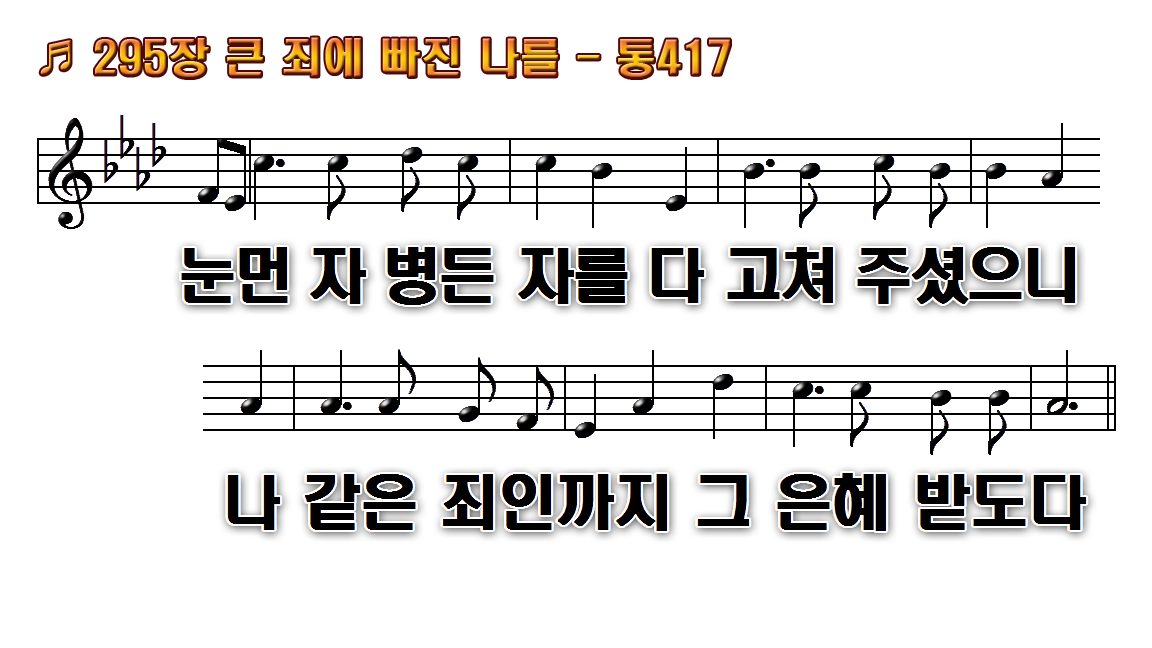 295장 큰 죄에 빠진 나를 - 통417
눈먼 자 병든 자를 다 고쳐 주셨으니
나 같은 죄인까지 그 은혜 받도다